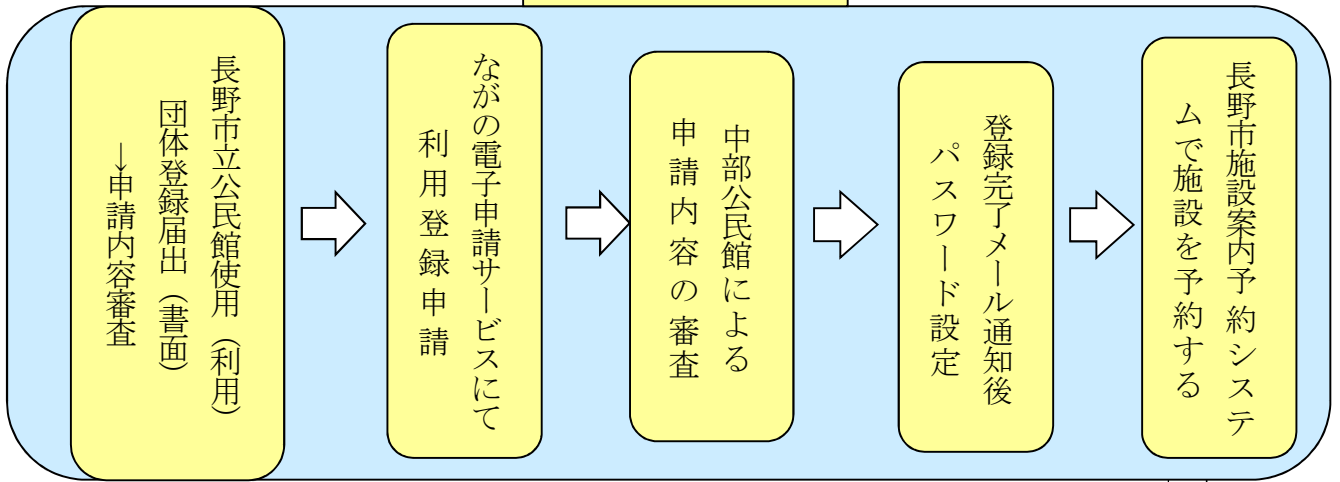 長野市立公民館使用（利用）
団体登録届出（書面）
→申請内容審査
ながの電子申請サービスにて
利用登録申請
中部公民館による
申請内容の審査
登録完了メール通知後
パスワード設定
長野市施設案内予約システ
ムで施設を予約する